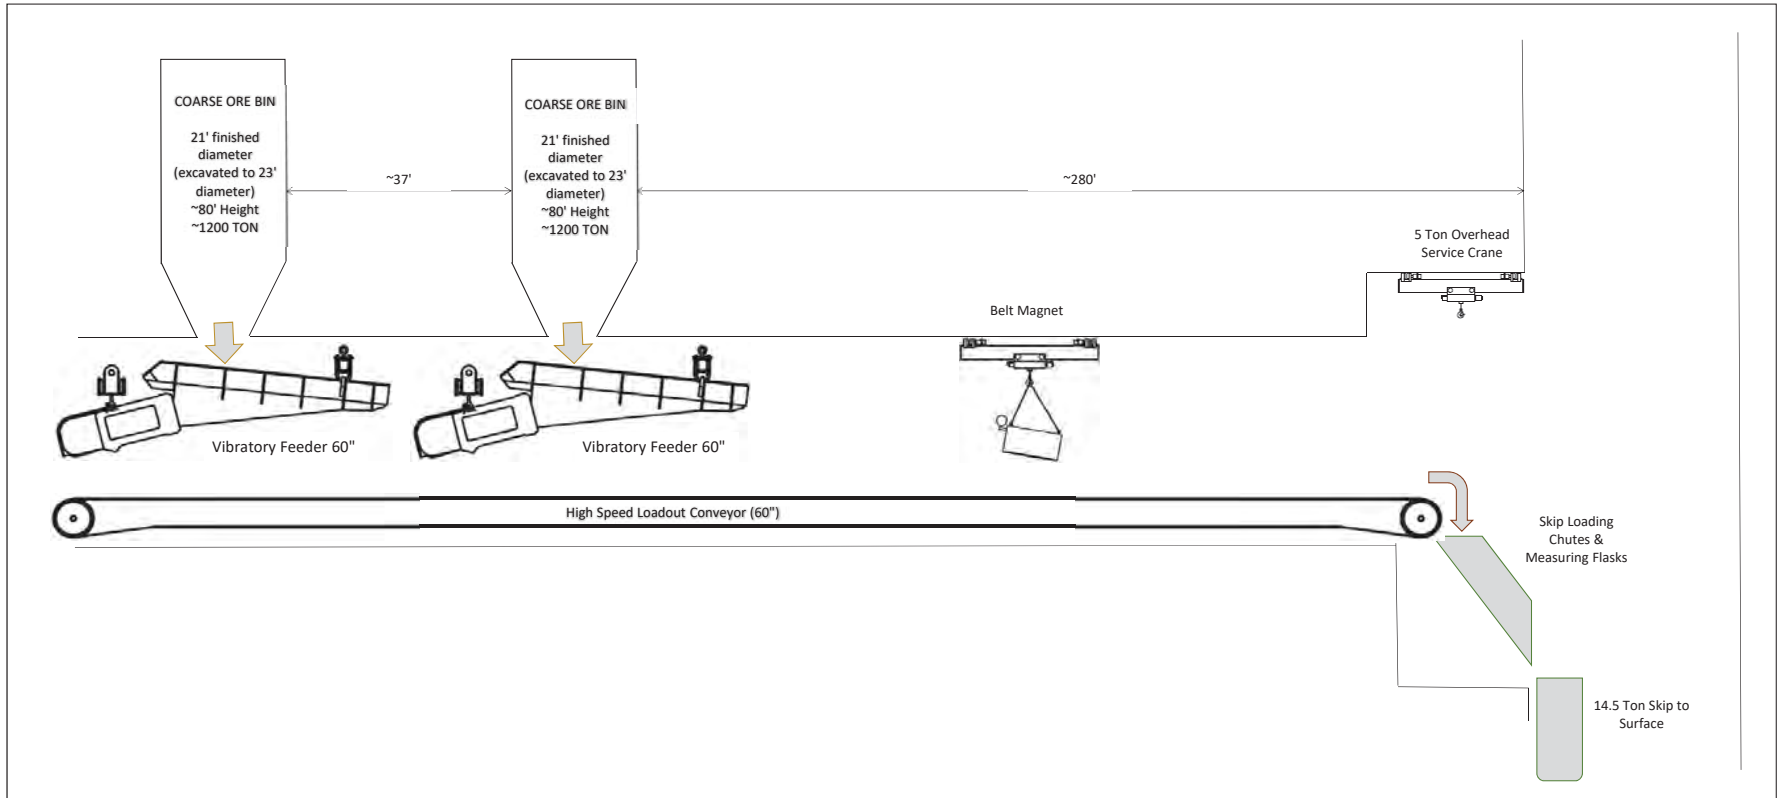 COARSE ORE BIN
21' finished
diameter
(excavated to 23'
diameter)
~80' Height
~1200 TON
~37'
COARSE ORE BIN
21' finished
diameter
(excavated to 23'
diameter)
~80' Height
~1200 TON
~280'
5 Ton Overhead
Service Crane
Belt Magnet
Vibratory Feeder 60"
Vibratory Feeder 60"
High Speed Loadout Conveyor (60")
Skip Loading
Chutes &
Measuring Flasks
14.5 Ton Skip to
Surface